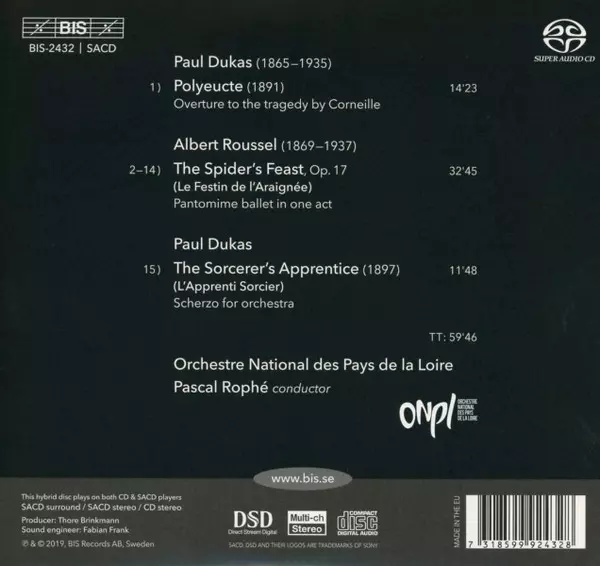 BIS
BIS-2432 | SACD
SUPER AUDIO CD
Paul Dukas (1865–1935)
1) Polyeucte (1891) 14'23
Overture to the tragedy by Corneille
Albert Roussel (1869–1937)
2–14) The Spider's Feast, Op. 17 32'45
(Le Festin de l'Araignée)
Pantomime ballet in one act
Paul Dukas
15) The Sorcerer's Apprentice (1897) 11'48
(L'Apprenti Sorcier)
Scherzo for orchestra
TT: 59'46
Orchestre National des Pays de la Loire
Pascal Rophé conductor
ONPL
ORCHESTRE
NATIONAL
DES PAYS
DE LA LOIRE
www.bis.se
This hybrid disc plays on both CD & SACD players
SACD surround / SACD stereo / CD stereo
Producer: Thore Brinkmann
Sound engineer: Fabian Frank
℗ & © 2019, BIS Records AB, Sweden
DSD
Direct Stream Digital
Multi-ch
Stereo
COMPACT
disc
DIGITAL AUDIO
SACD, DSD AND THEIR LOGOS ARE TRADEMARKS OF SONY
MADE IN THE EU
7 318599 924328